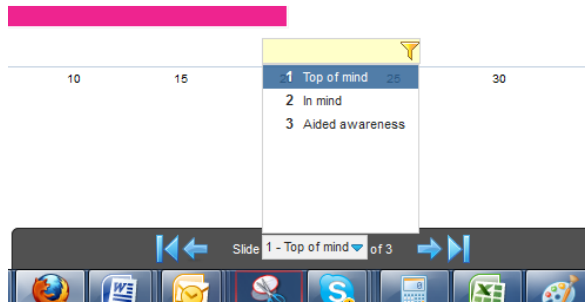 10 15 25 30
1 Top of mind
2 In mind
3 Aided awareness
Slide 1 - Top of mind of 3